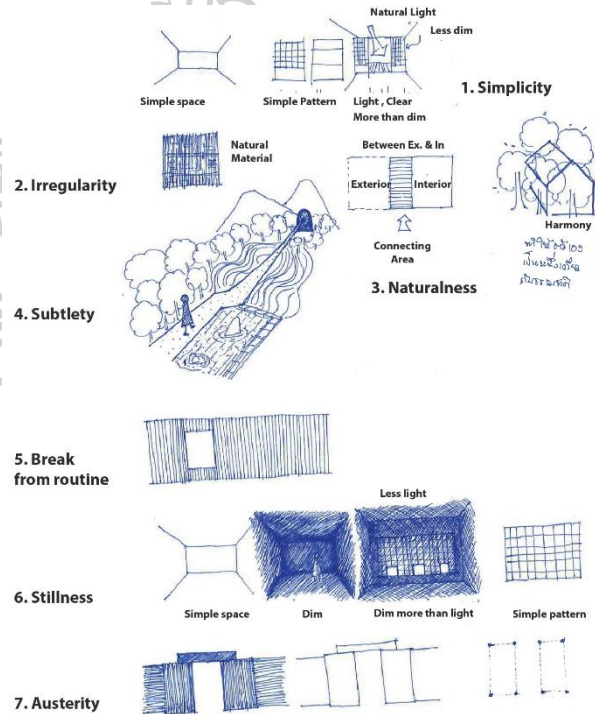 Natural Light
Less dim
Simple space
Simple Pattern
Light , Clear
More than dim
1. Simplicity
Natural
Material
2. Irregularity
Between Ex. & In
Exterior
Interior
Connecting
Area
3. Naturalness
Harmony
4. Subtlety
5. Break
from routine
Less light
6. Stillness
Simple space
Dim
Dim more than light
Simple pattern
7. Austerity